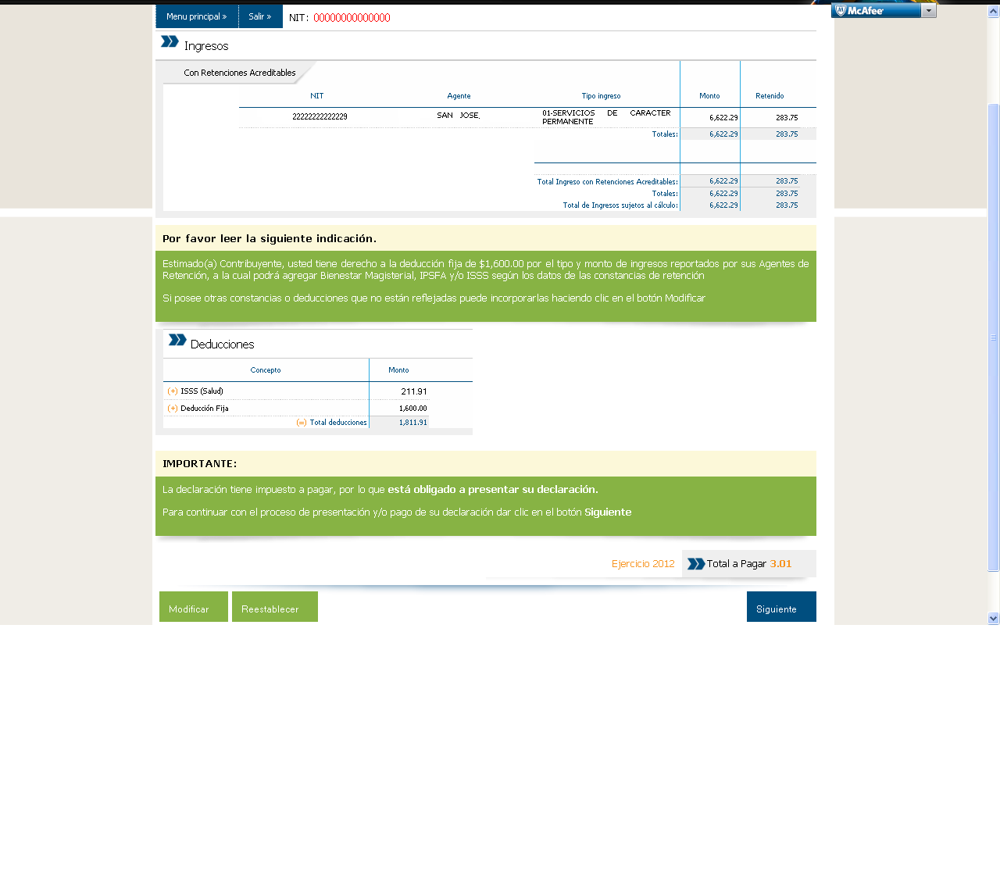 Menu principal » Salir » NIT: 00000000000000
McAfee
Ingresos
Con Retenciones Acreditables
NIT Agente Tipo ingreso Monto Retenido
22222222222229 SAN JOSE, 01-SERVICIOS DE CARACTER PERMANENTE 6,622.29 283.75
Totales: 6,622.29 283.75
Total Ingreso con Retenciones Acreditables: 6,622.29 283.75
Totales: 6,622.29 283.75
Total de Ingresos sujetos al cálculo: 6,622.29 283.75
Por favor leer la siguiente indicación.
Estimado(a) Contribuyente, usted tiene derecho a la deducción fija de $1,600.00 por el tipo y monto de ingresos reportados por sus Agentes de
Retención, a la cual podrá agregar Bienestar Magisterial, IPSFA y/o ISSS según los datos de las constancias de retención
Si posee otras constancias o deducciones que no están reflejadas puede incorporarlas haciendo clic en el botón Modificar
Deducciones
Concepto Monto
(+) ISSS (Salud) 211.91
(+) Deducción Fija 1,600.00
(=) Total deducciones 1,811.91
IMPORTANTE:
La declaración tiene impuesto a pagar, por lo que está obligado a presentar su declaración.
Para continuar con el proceso de presentación y/o pago de su declaración dar clic en el botón Siguiente
Ejercicio 2012 Total a Pagar 3.01
Modificar Reestablecer Siguiente